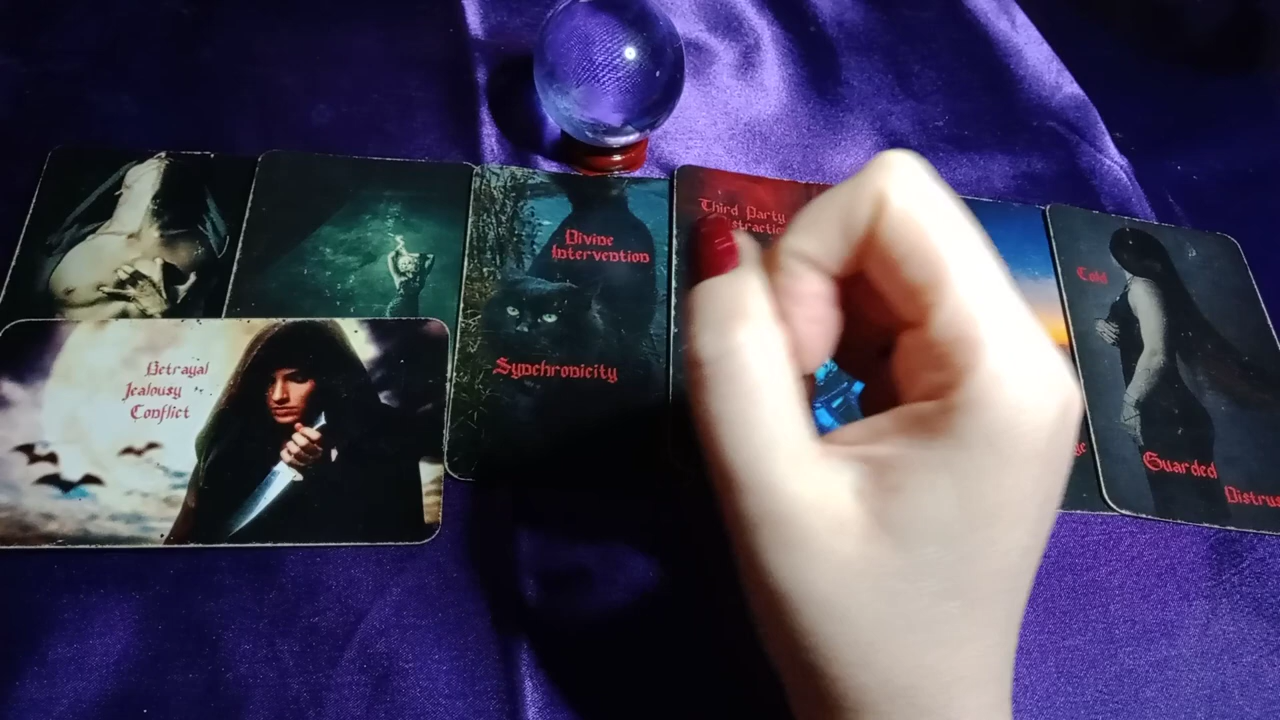 Betrayal
Jealousy
Conflict
Divine
Intervention
Synchronicity
Third Party
Cold
Guarded